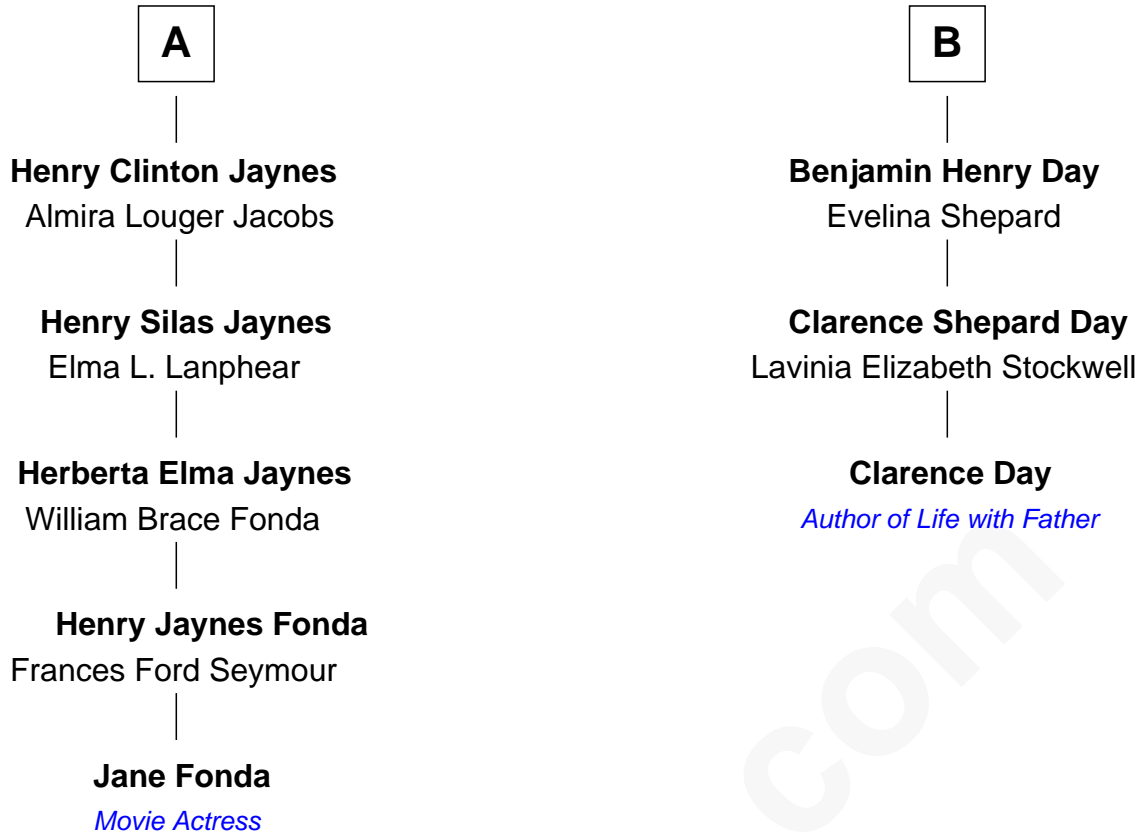 A
Henry Clinton Jaynes
Almira Louger Jacobs
Henry Silas Jaynes
Elma L. Lanphear
Herberta Elma Jaynes
William Brace Fonda
Henry Jaynes Fonda
Frances Ford Seymour
Jane Fonda
Movie Actress
B
Benjamin Henry Day
Evelina Shepard
Clarence Shepard Day
Lavinia Elizabeth Stockwell
Clarence Day
Author of Life with Father
com